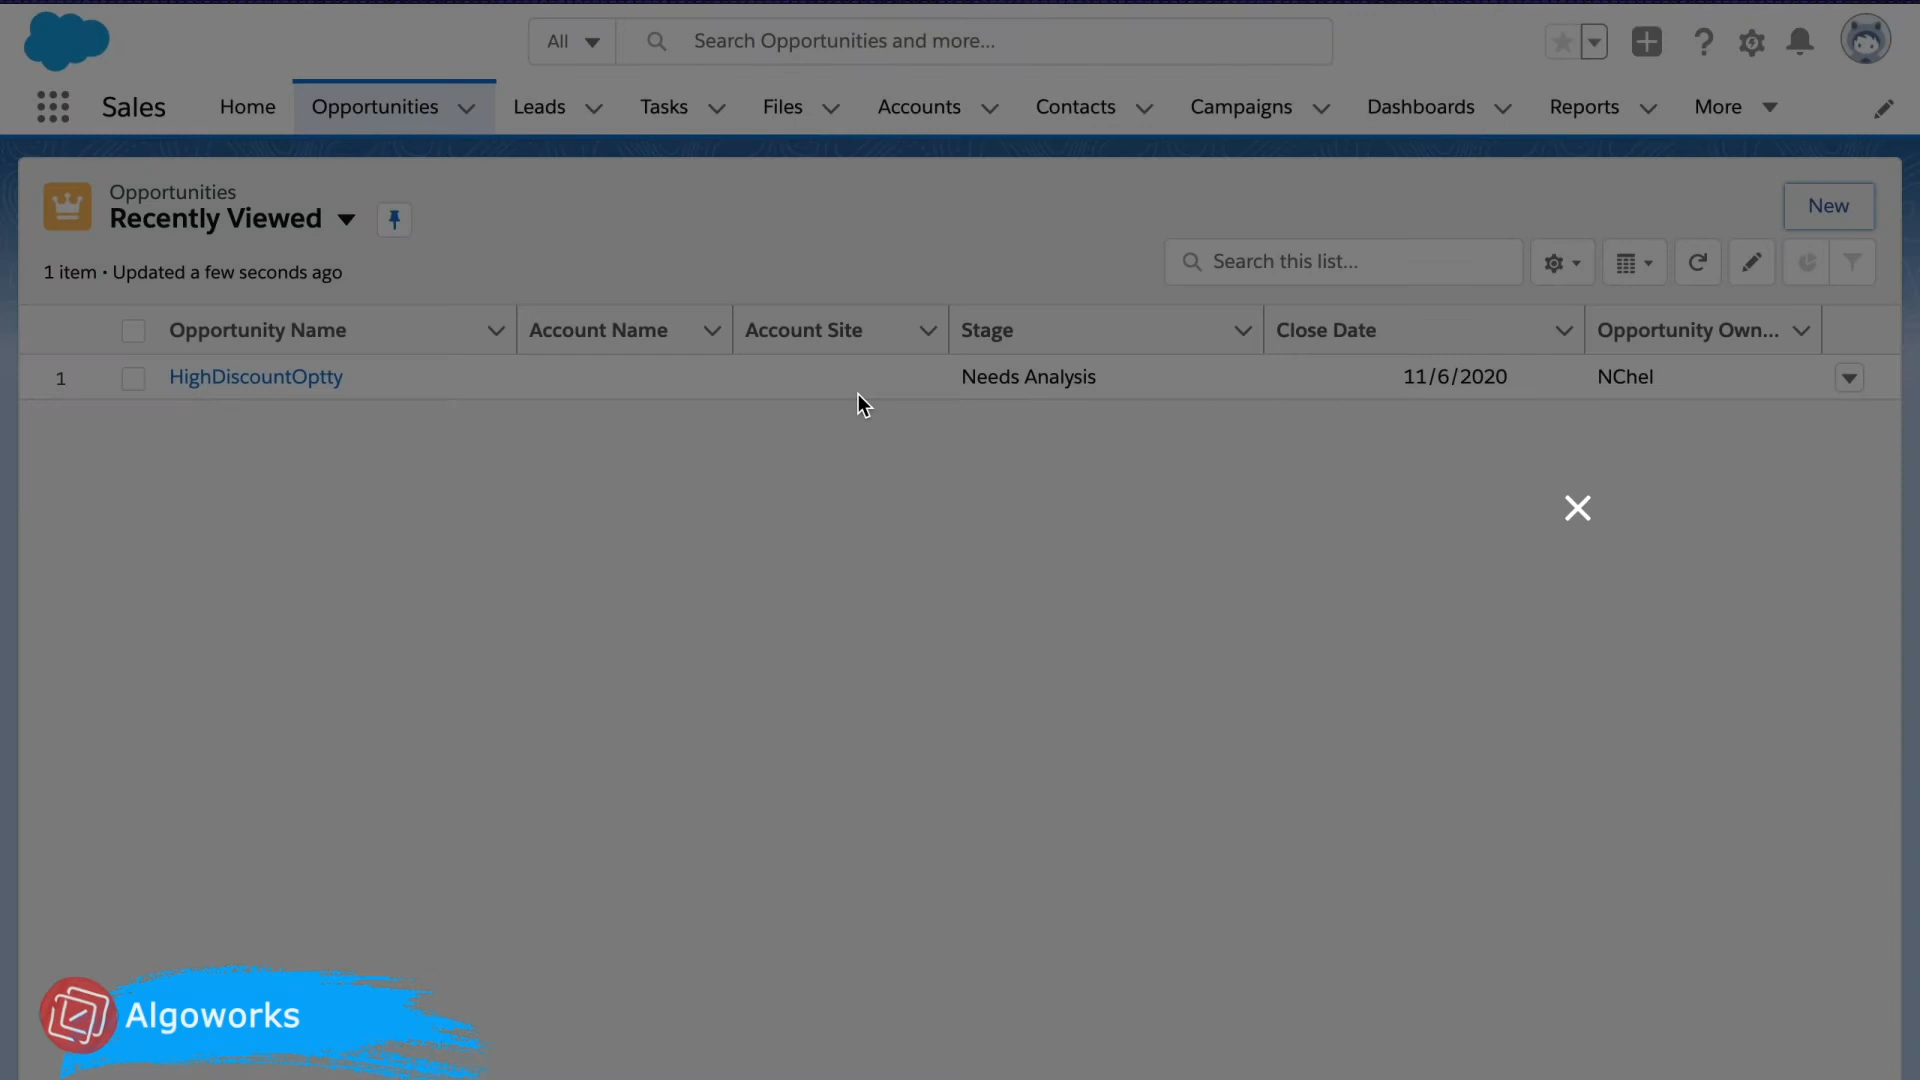 All
Search Opportunities and more...
Sales Home Opportunities Leads Tasks Files Accounts Contacts Campaigns Dashboards Reports More
Opportunities
Recently Viewed
New
1 item • Updated a few seconds ago
Search this list...
Opportunity Name Account Name Account Site Stage Close Date Opportunity Own...
1 HighDiscountOptty Needs Analysis 11/6/2020 NChel
Algoworks